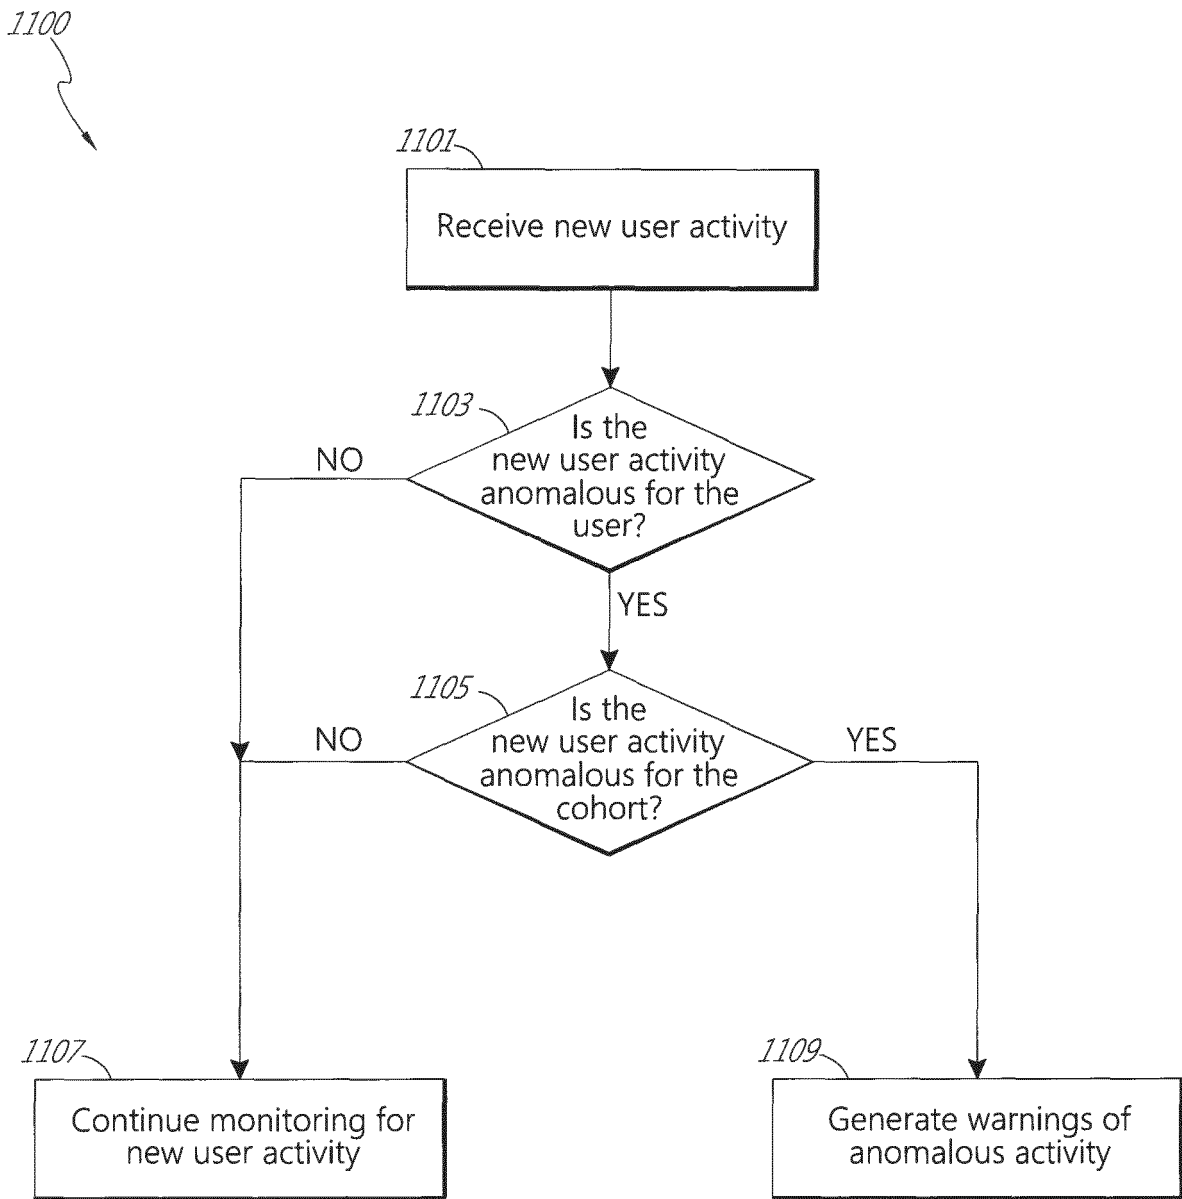 1100
1101
Receive new user activity
1103
Is the
new user activity
anomalous for the
user?
NO
YES
1105
Is the
new user activity
anomalous for the
cohort?
NO
YES
1107
Continue monitoring for
new user activity
1109
Generate warnings of
anomalous activity